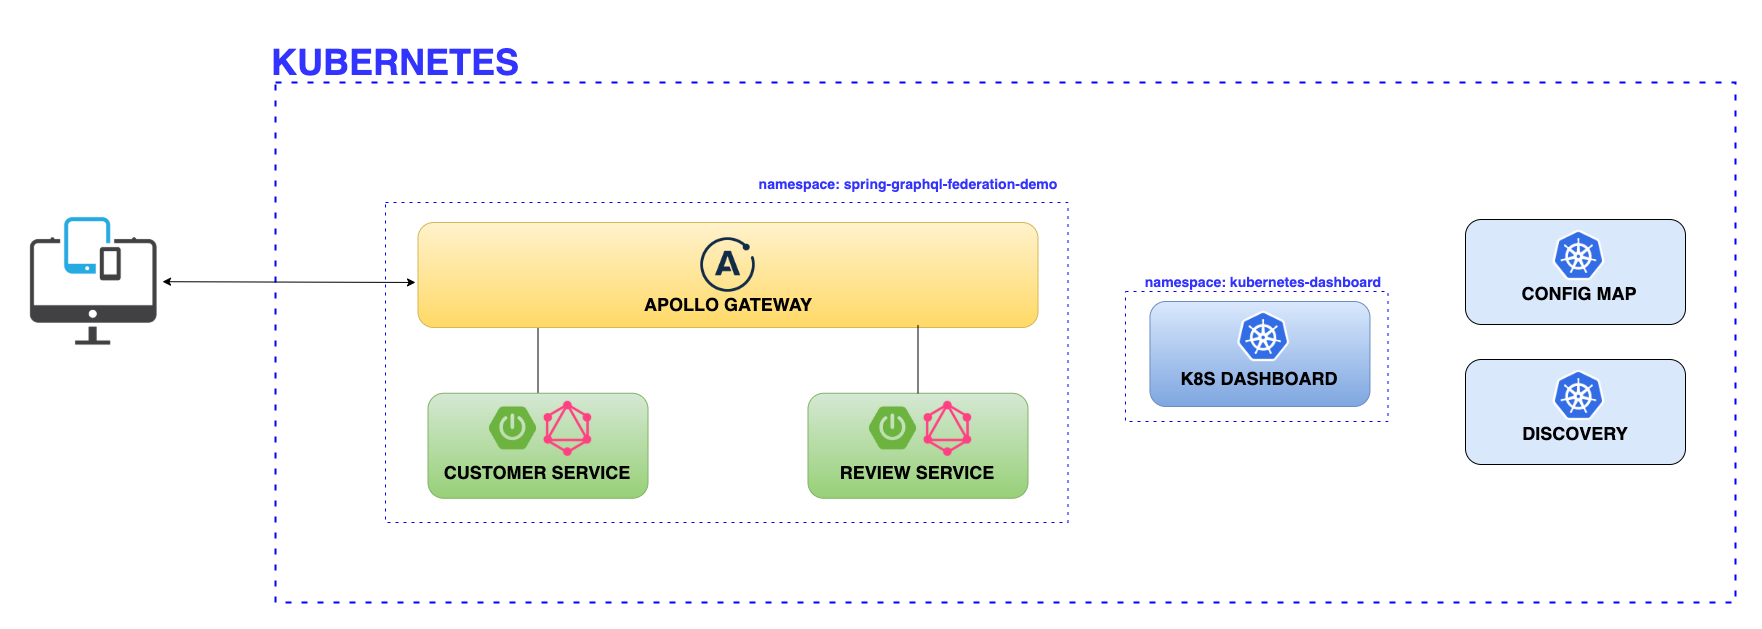 KUBERNETES
namespace: spring-graphql-federation-demo
A
APOLLO GATEWAY
CUSTOMER SERVICE
REVIEW SERVICE
namespace: kubernetes-dashboard
K8S DASHBOARD
CONFIG MAP
DISCOVERY